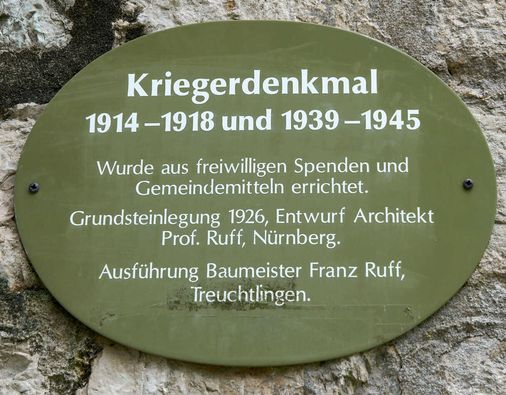 Kriegerdenkmal
1914–1918 und 1939–1945
Wurde aus freiwilligen Spenden und
Gemeindemitteln errichtet.
Grundsteinlegung 1926, Entwurf Architekt
Prof. Ruff, Nürnberg.
Ausführung Baumeister Franz Ruff,
Treuchtlingen.